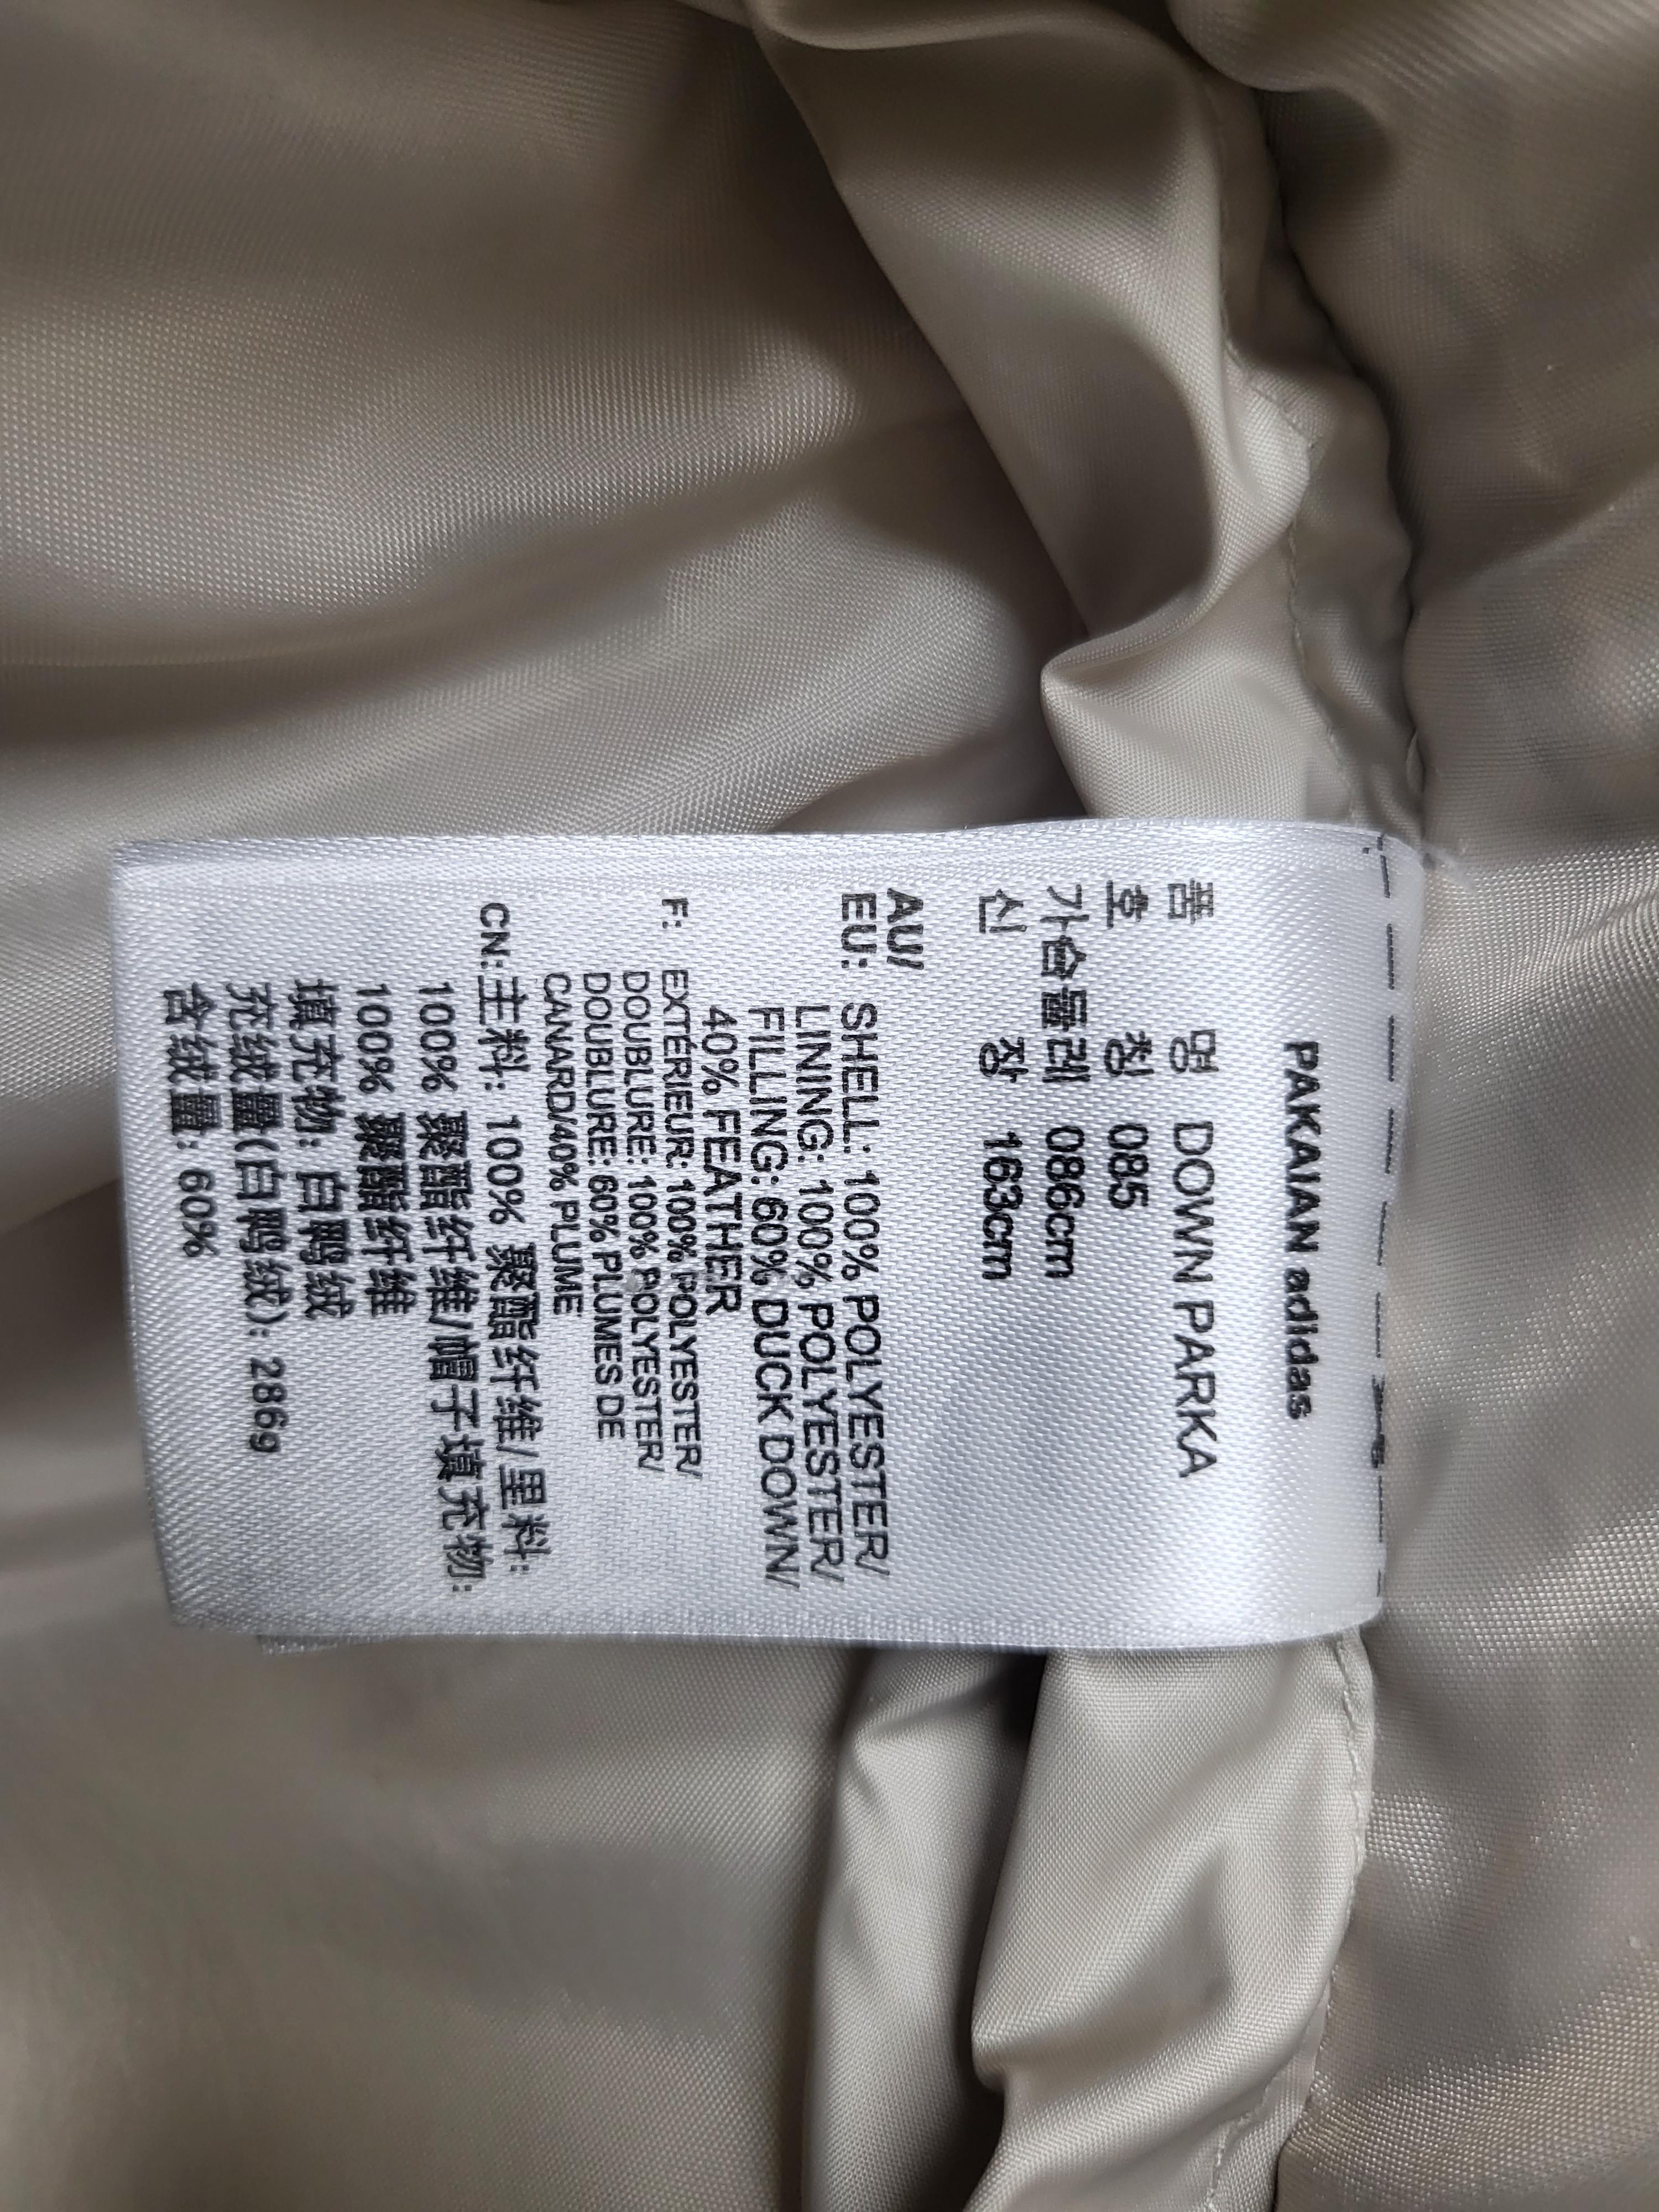 PAKAIAN adidas
품 명 DOWN PARKA
호 칭 085
가슴둘레 086cm
신 장 163cm
AU/
EU: SHELL: 100% POLYESTER/
LINING: 100% POLYESTER/
FILLING: 60% DUCK DOWN/
40% FEATHER
F: EXTÉRIEUR: 100% POLYESTER/
DOUBLURE: 100% POLYESTER/
DOUBLURE: 60% PLUMES DE
CANARD/40% PLUME
CN: 主料: 100% 聚酯纤维/里料:
100% 聚酯纤维/帽子填充物:
100% 聚酯纤维
填充物: 白鸭绒
充绒量(白鸭绒): 286g
含绒量: 60%